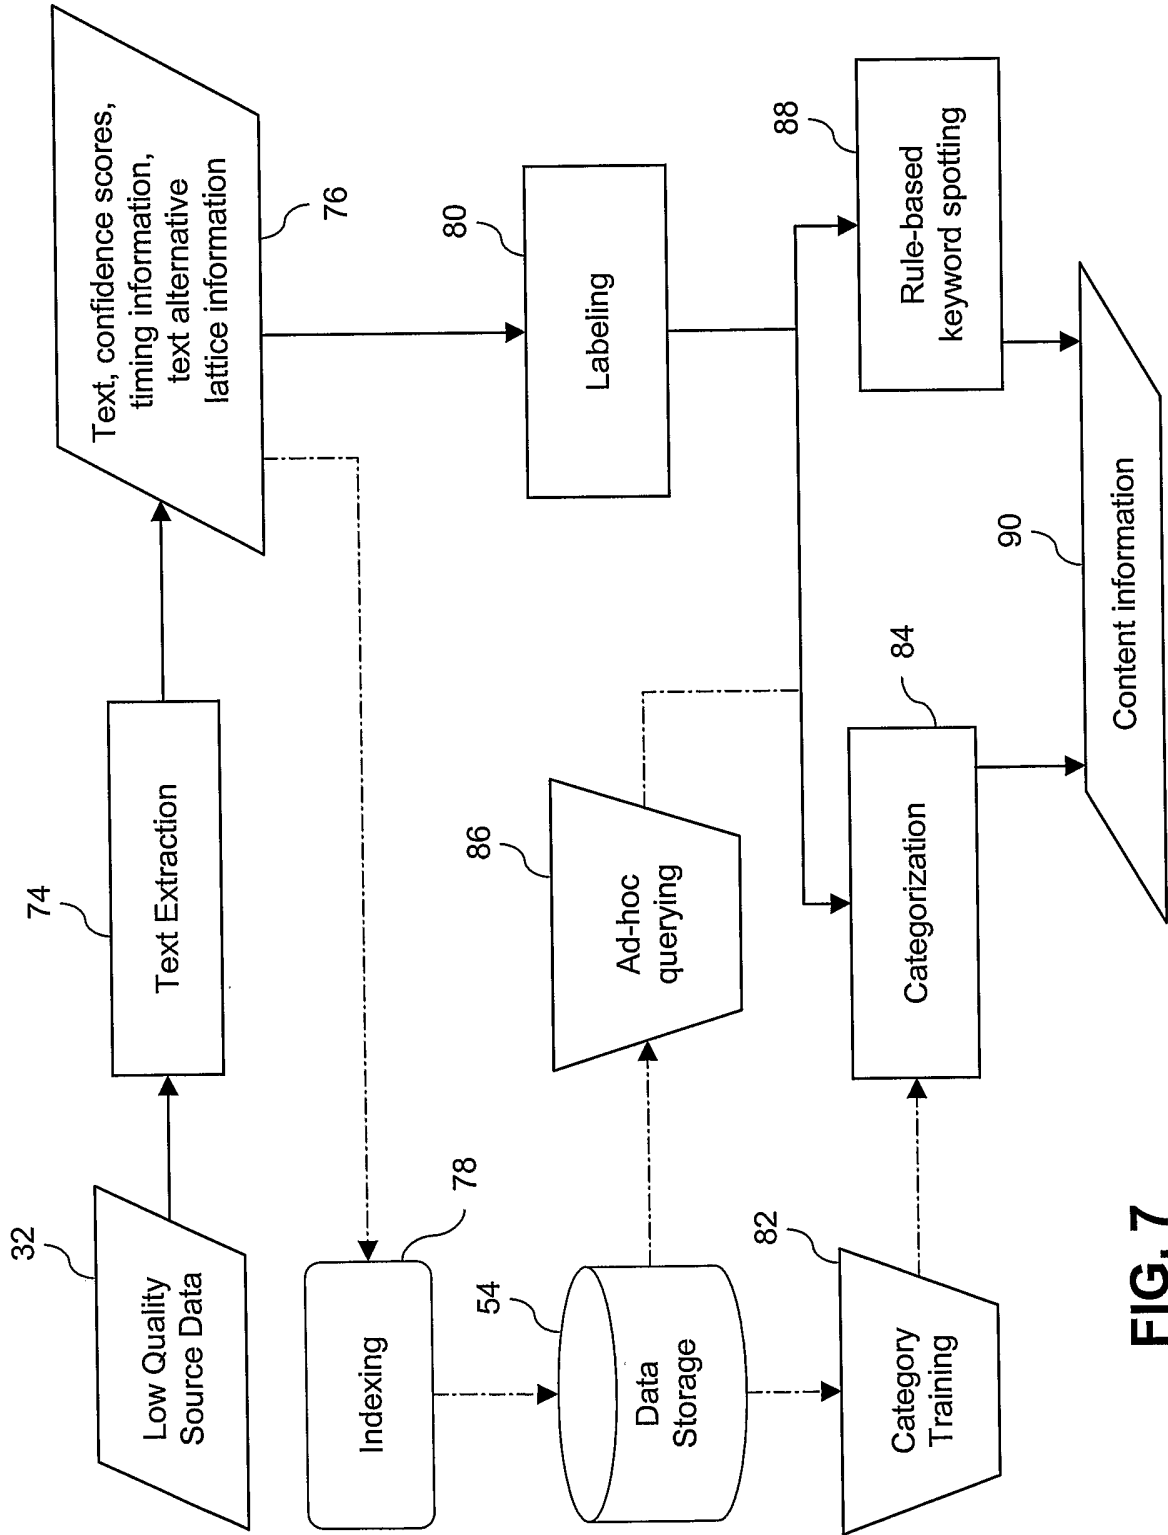 32
Low Quality
Source Data
74
Text Extraction
Text, confidence scores,
timing information,
text alternative
lattice information
76
78
Indexing
80
Labeling
54
Data
Storage
86
Ad-hoc
querying
88
Rule-based
keyword spotting
82
Category
Training
84
Categorization
90
Content information
FIG. 7